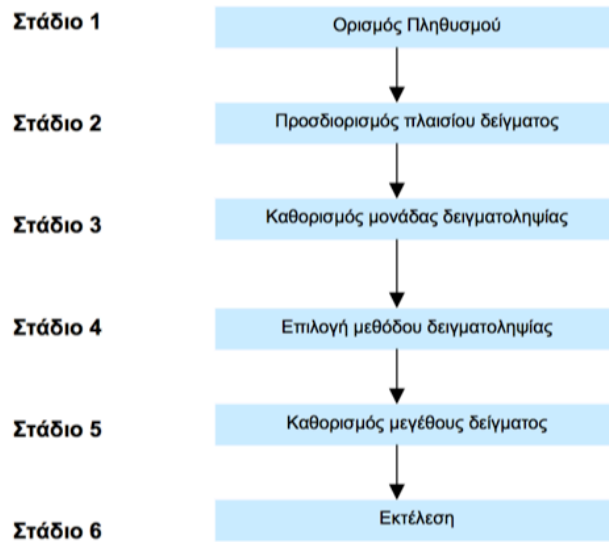 Στάδιο 1
Ορισμός Πληθυσμού
Στάδιο 2
Προσδιορισμός πλαισίου δείγματος
Στάδιο 3
Καθορισμός μονάδας δειγματοληψίας
Στάδιο 4
Επιλογή μεθόδου δειγματοληψίας
Στάδιο 5
Καθορισμός μεγέθους δείγματος
Στάδιο 6
Εκτέλεση